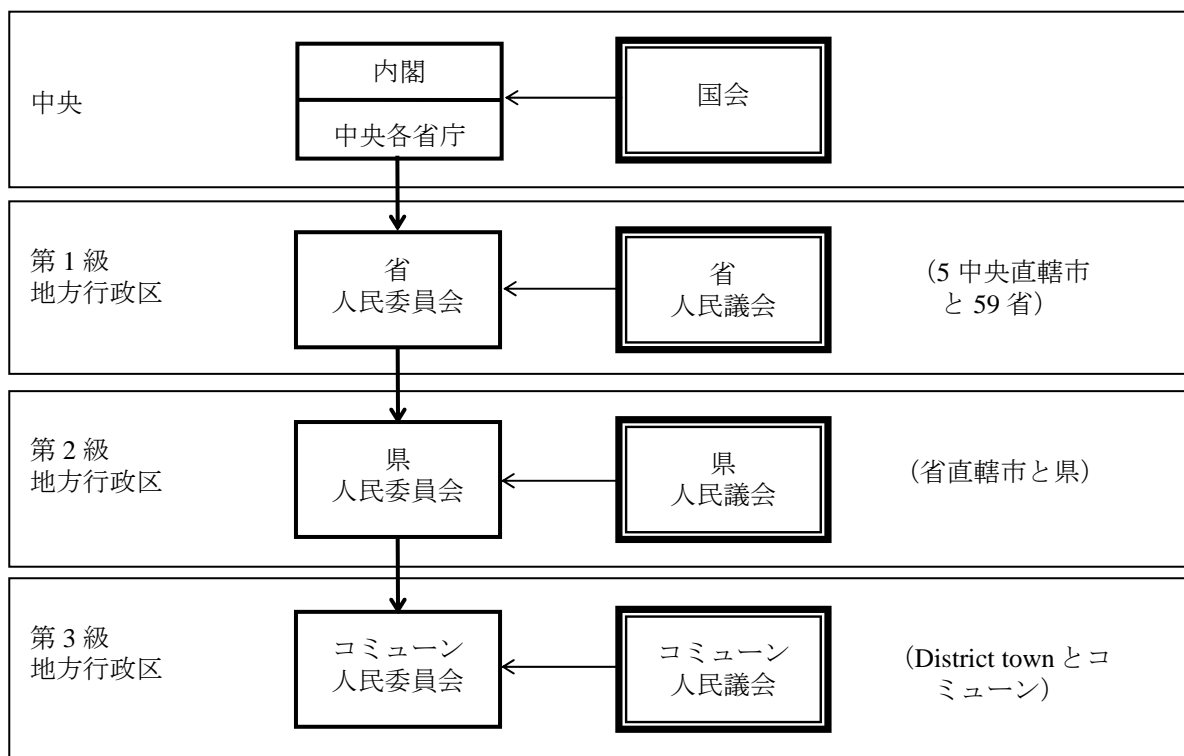 中央
内閣
中央各省庁
国会
第1級
地方行政区
省
人民委員会
省
人民議会
(5 中央直轄市
と 59 省)
第2級
地方行政区
県
人民委員会
県
人民議会
(省直轄市と県)
第3級
地方行政区
コミューン
人民委員会
コミューン
人民議会
(District town とコ
ミューン)